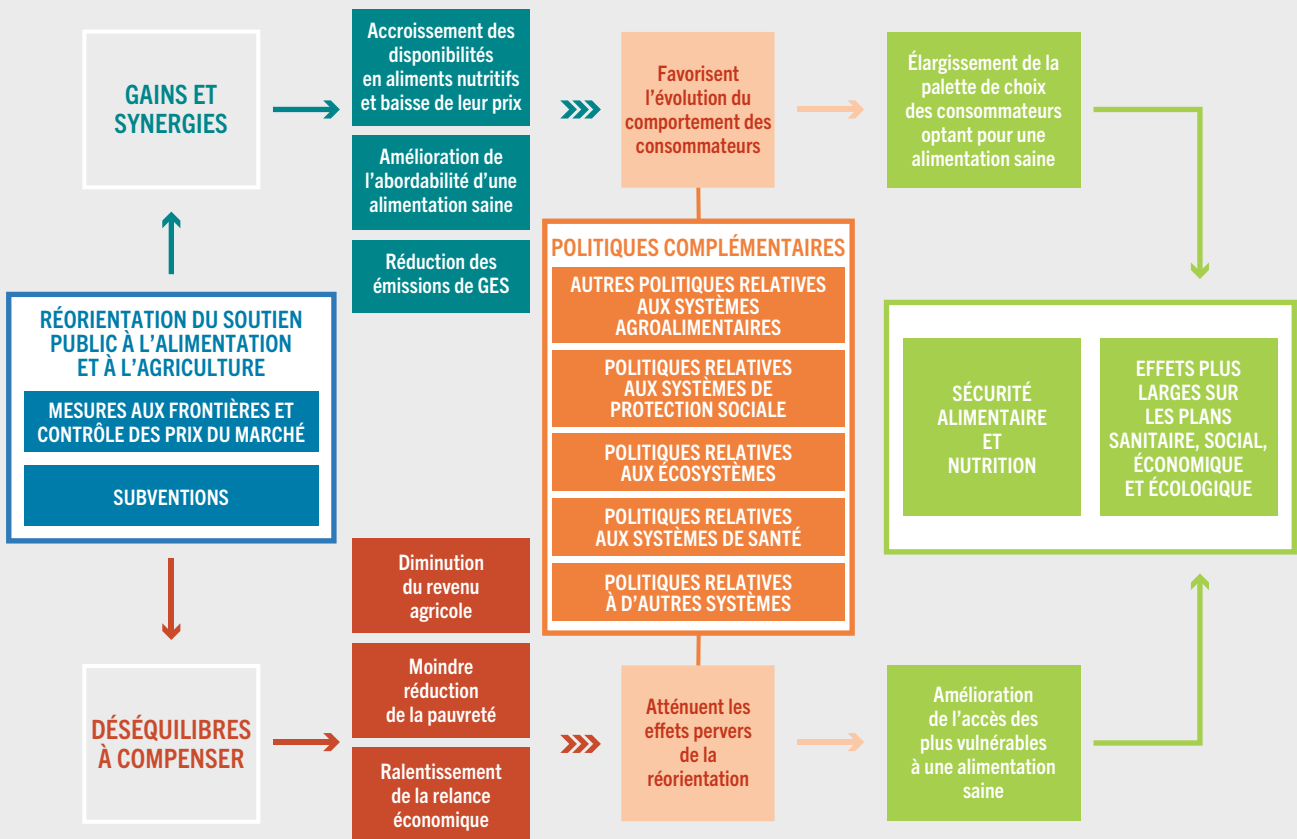 GAINS ET
SYNERGIES
Accroissement des
disponibilités
en aliments nutritifs
et baisse de leur prix
Amélioration de
l'abordabilité d'une
alimentation saine
Réduction des
émissions de GES
Favorisent
l'évolution du
comportement des
consommateurs
Élargissement de la
palette de choix
des consommateurs
optant pour une
alimentation saine
RÉORIENTATION DU SOUTIEN
PUBLIC À L'ALIMENTATION
ET À L'AGRICULTURE
MESURES AUX FRONTIÈRES ET
CONTRÔLE DES PRIX DU MARCHÉ
SUBVENTIONS
POLITIQUES COMPLÉMENTAIRES
AUTRES POLITIQUES RELATIVES
AUX SYSTÈMES
AGROALIMENTAIRES
POLITIQUES RELATIVES
AUX SYSTÈMES DE
PROTECTION SOCIALE
POLITIQUES RELATIVES
AUX ÉCOSYSTÈMES
POLITIQUES RELATIVES
AUX SYSTÈMES DE SANTÉ
POLITIQUES RELATIVES
À D'AUTRES SYSTÈMES
SÉCURITÉ
ALIMENTAIRE
ET
NUTRITION
EFFETS PLUS
LARGES SUR
LES PLANS
SANITAIRE, SOCIAL,
ÉCONOMIQUE
ET ÉCOLOGIQUE
DÉSÉQUILIBRES
À COMPENSER
Diminution
du revenu
agricole
Moindre
réduction
de la pauvreté
Ralentissement
de la relance
économique
Atténuent les
effets pervers
de la
réorientation
Amélioration
de l'accès des
plus vulnérables
à une alimentation
saine